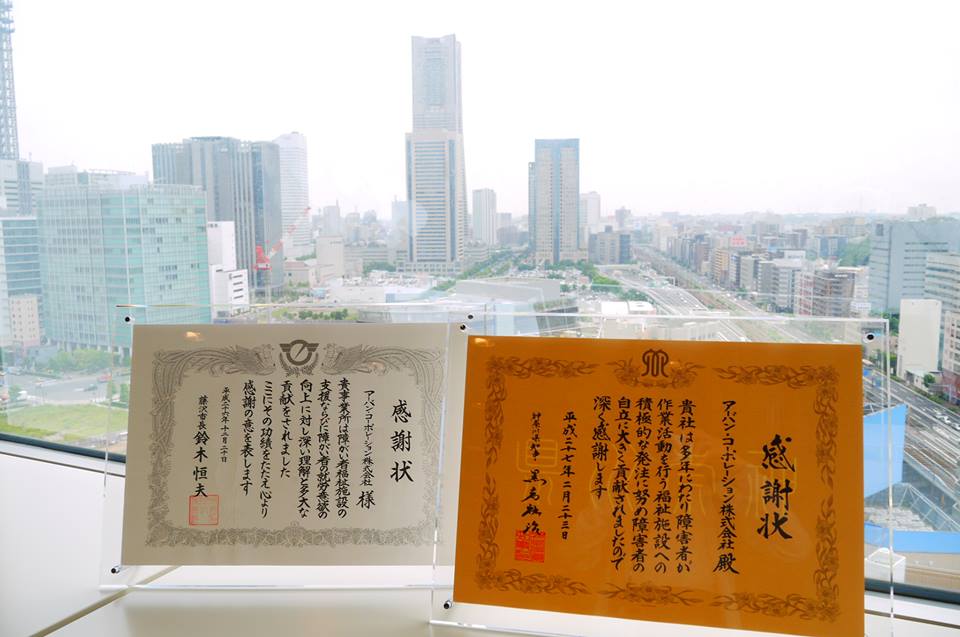 感謝状
アーバン・コーポレーション株式会社 様
貴事業所は障がい者福祉施設の
支援ならびに障がい者の就労意欲の
向上に対し深い理解と多大な
貢献をされました
ここにその功績をたたえ心より
感謝の意を表します
平成二十六年十二月二十日
藤沢市長 鈴木恒夫
感謝状
アーバン・コーポレーション株式会社 殿
貴社は多年にわたり障害者が
作業活動を行う福祉施設への
積極的な発注に努め障害者の
自立に大きく貢献されましたので
深く感謝します
平成二十七年二月二十三日
神奈川県知事 黒岩祐治